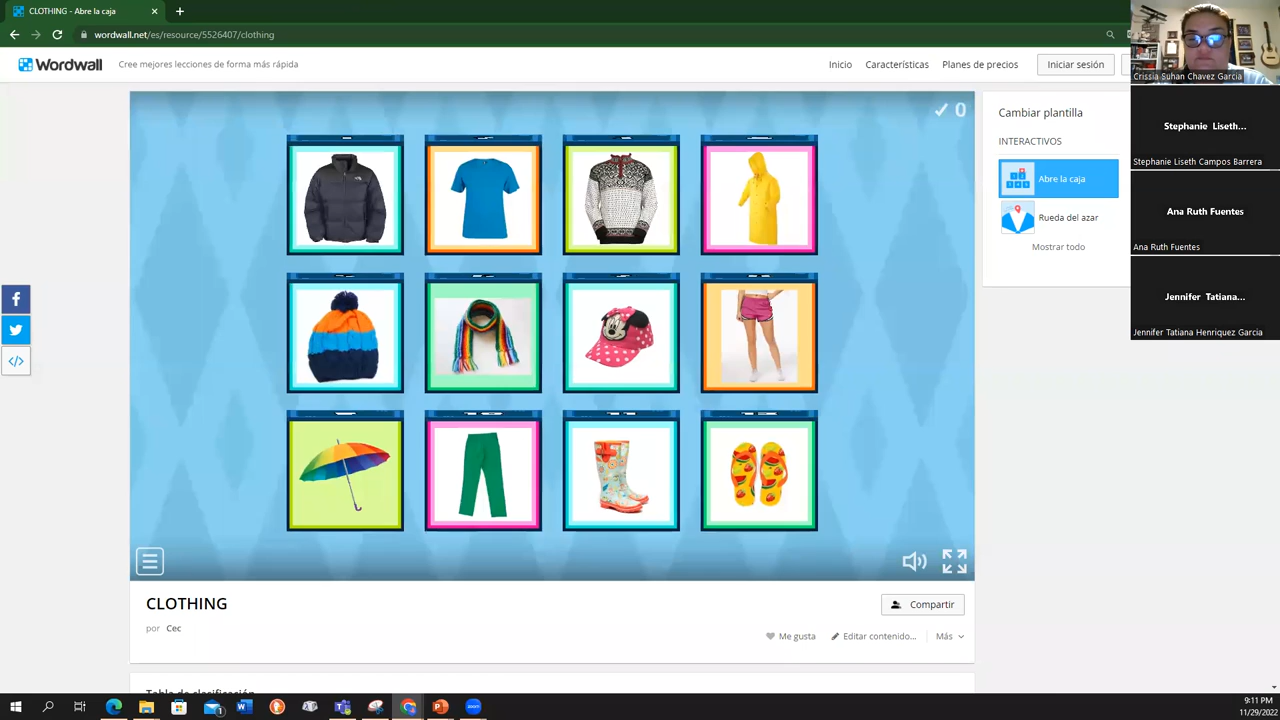 CLOTHING - Abre la caja
wordwall.net/es/resource/5526407/clothing
Wordwall
Cree mejores lecciones de forma más rápida
Inicio
Características
Planes de precios
Iniciar sesión
0
Cambiar plantilla
INTERACTIVOS
Abre la caja
Rueda del azar
Mostrar todo
Crissia Suhan Chavez Garcia
Stephanie Liseth...
Stephanie Liseth Campos Barrera
Ana Ruth Fuentes
Ana Ruth Fuentes
Jennifer Tatiana...
Jennifer Tatiana Henriquez Garcia
CLOTHING
por Cec
Compartir
Me gusta
Editar contenido...
Más
Tabla de clasificación
9:11 PM
11/29/2022